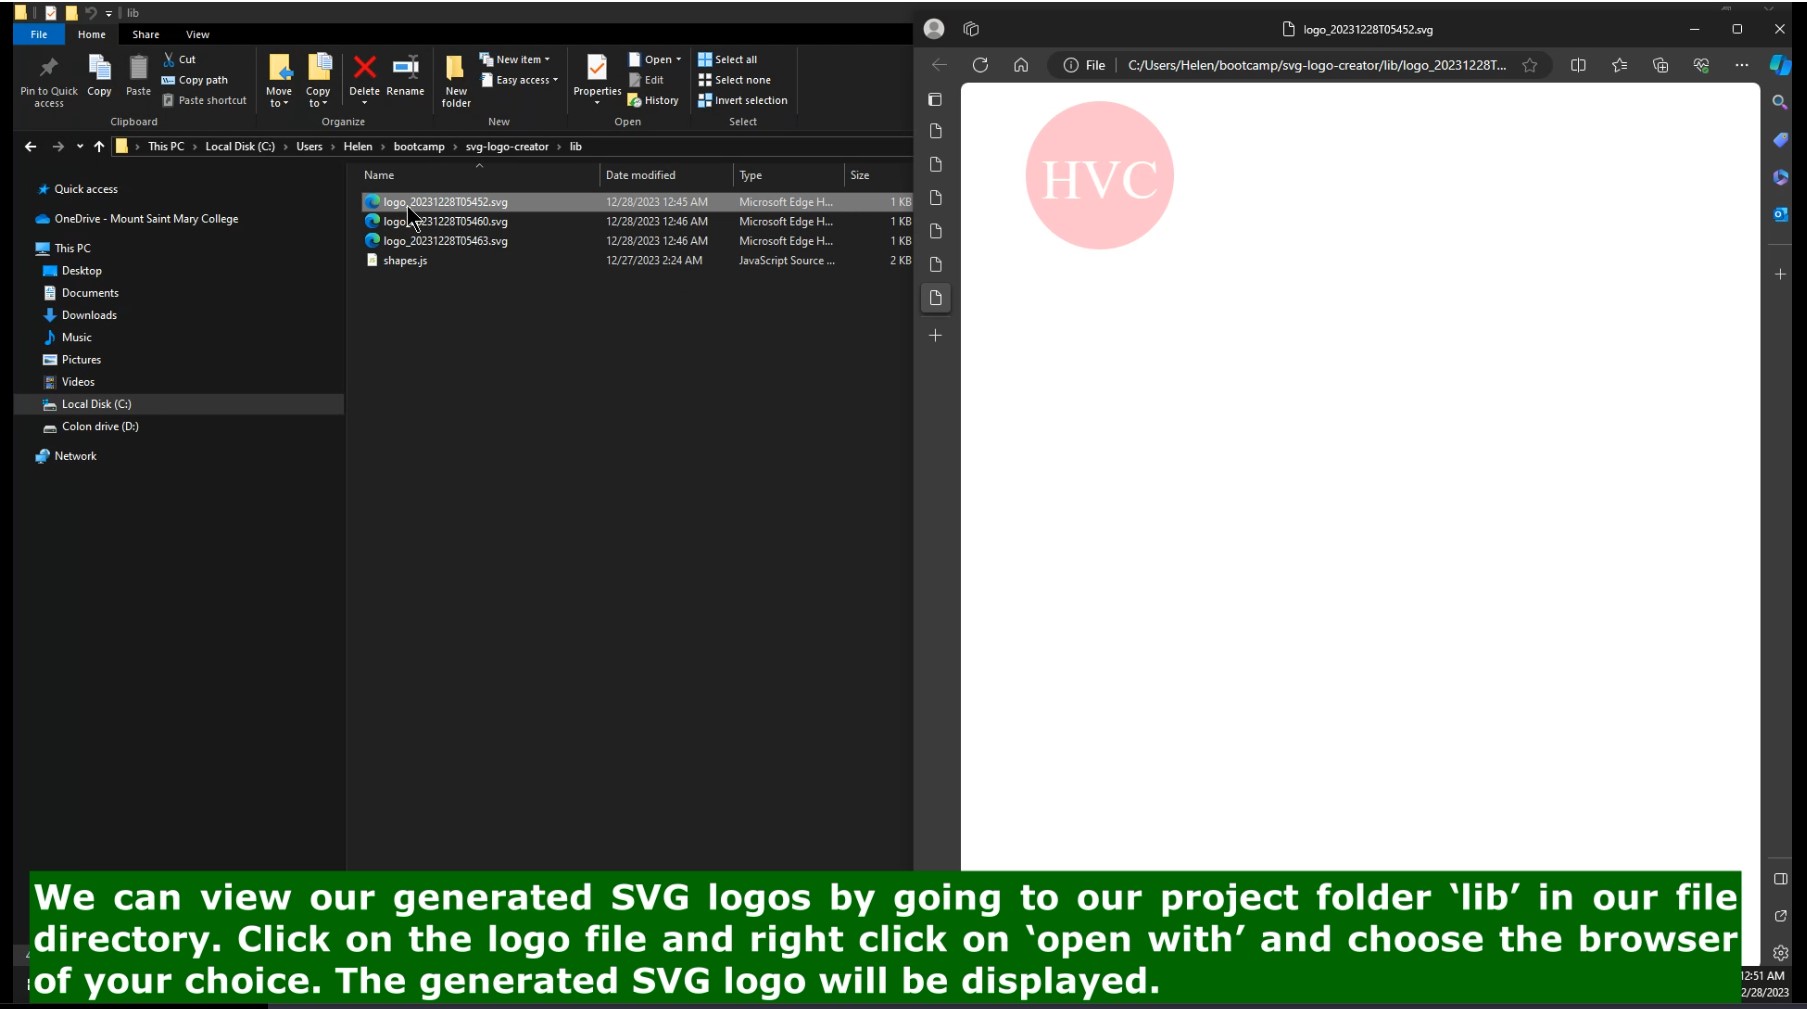 lib
File Home Share View
Pin to Quick access
Copy
Paste
Cut
Copy path
Paste shortcut
Clipboard
Move to
Copy to
Delete
Rename
Organize
New folder
New item
Easy access
New
Properties
Open
Edit
History
Open
Select all
Select none
Invert selection
Select
This PC › Local Disk (C:) › Users › Helen › bootcamp › svg-logo-creator › lib
Quick access
OneDrive - Mount Saint Mary College
This PC
Desktop
Documents
Downloads
Music
Pictures
Videos
Local Disk (C:)
Colon drive (D:)
Network
Name Date modified Type Size
logo_20231228T05452.svg 12/28/2023 12:45 AM Microsoft Edge H... 1 KB
logo_20231228T05460.svg 12/28/2023 12:46 AM Microsoft Edge H... 1 KB
logo_20231228T05463.svg 12/28/2023 12:46 AM Microsoft Edge H... 1 KB
shapes.js 12/27/2023 2:24 AM JavaScript Source ... 2 KB
logo_20231228T05452.svg
File C:/Users/Helen/bootcamp/svg-logo-creator/lib/logo_20231228T...
HVC
We can view our generated SVG logos by going to our project folder ‘lib’ in our file
directory. Click on the logo file and right click on ‘open with’ and choose the browser
of your choice. The generated SVG logo will be displayed.
12:51 AM
2/28/2023